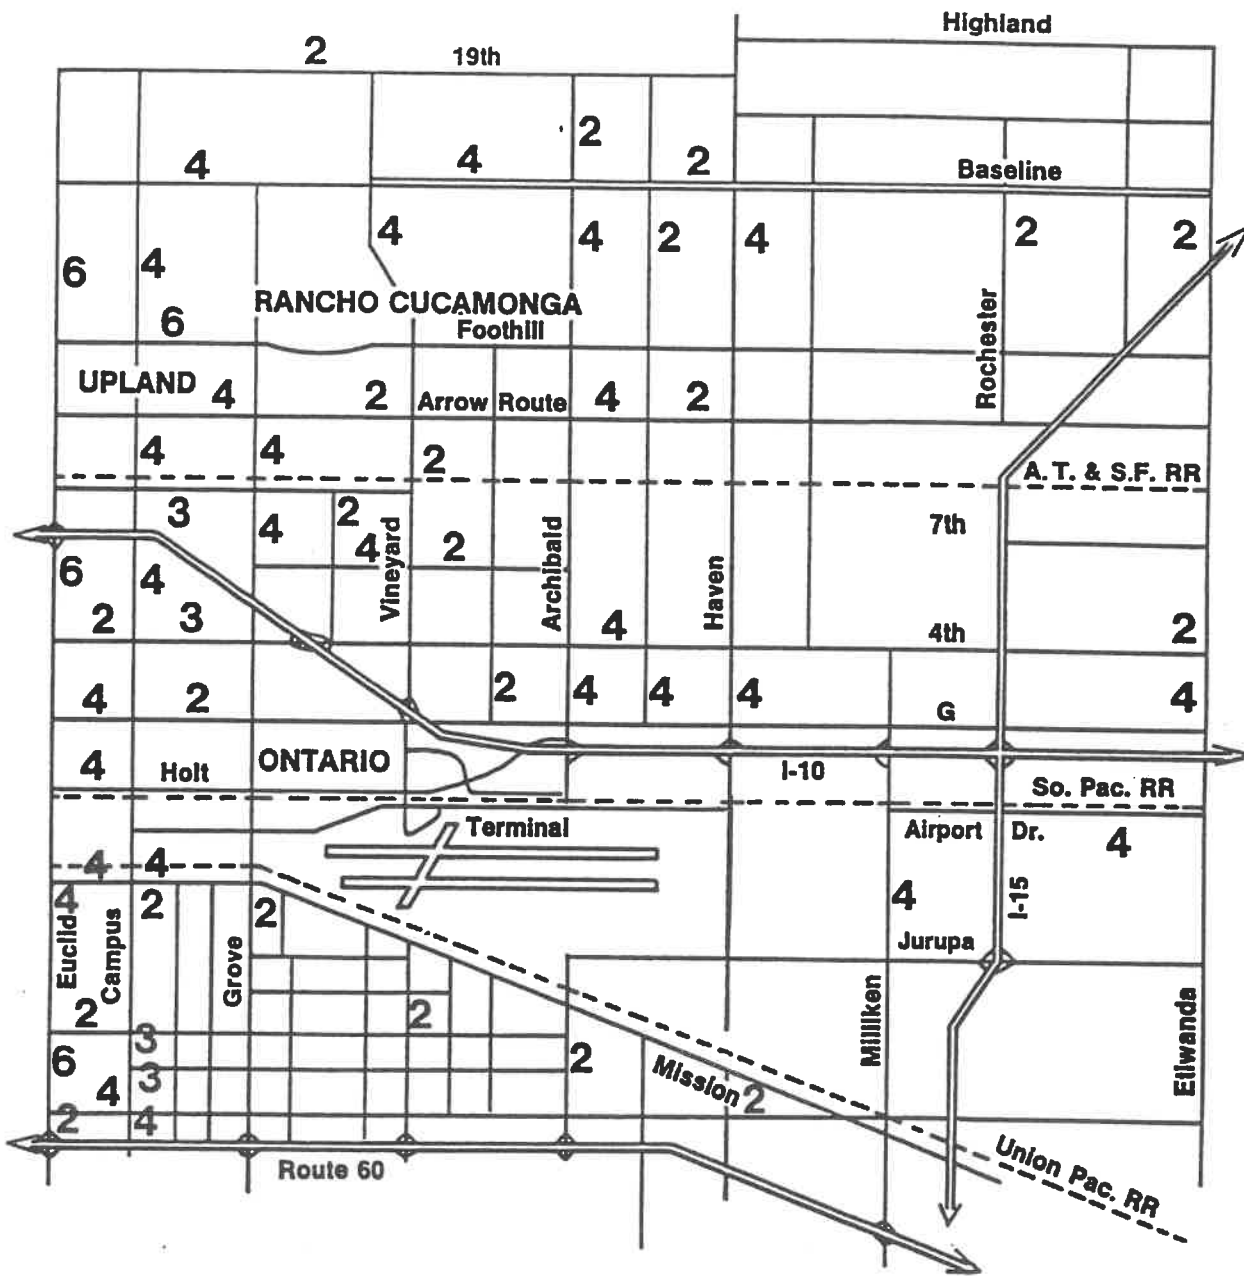 Highland
2 19th
2
4 4 2
Baseline
4 4 2 4 2 2
6 4
RANCHO CUCAMONGA
6 Foothill
Rochester
UPLAND 4 2 Arrow Route 4 2
4 4 2
A. T. & S.F. RR
3 4 2 7th
4 2
Vineyard
Archibald
Haven
6 4
2 3 4 4th 2
4 2 2 4 4 4 G 4
4 Holt ONTARIO I-10
So. Pac. RR
Terminal Airport Dr. 4
4 4
4 2 2 4 I-15
Euclid
Campus
Grove
Jurupa
2 2
Milliken
Etiwanda
3
6 2
4 3
Mission 2
2 4
Union Pac. RR
Route 60